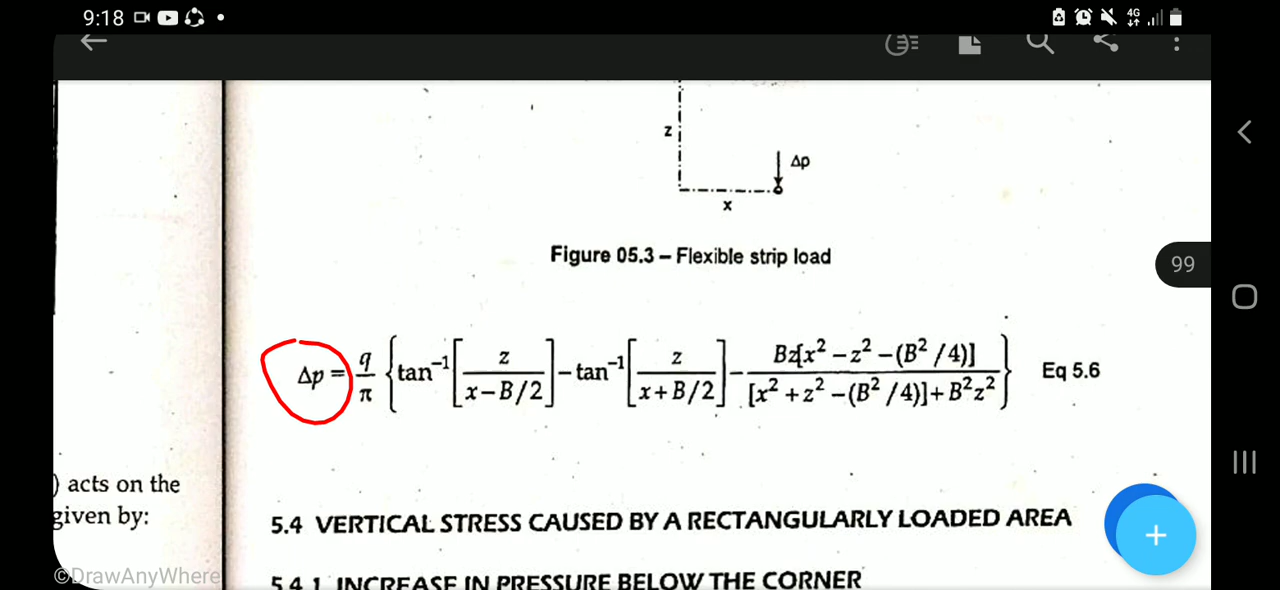 9:18
4G
z
Δp
x
Figure 05.3 – Flexible strip load
99
Δp = q/π {tan⁻¹[z/(x−B/2)] − tan⁻¹[z/(x+B/2)] − Bz[x² − z² − (B²/4)]/([x² + z² − (B²/4)] + B²z²)} Eq 5.6
) acts on the
given by:
5.4 VERTICAL STRESS CAUSED BY A RECTANGULARLY LOADED AREA
5.4.1 INCREASE IN PRESSURE BELOW THE CORNER
©DrawAnyWhere